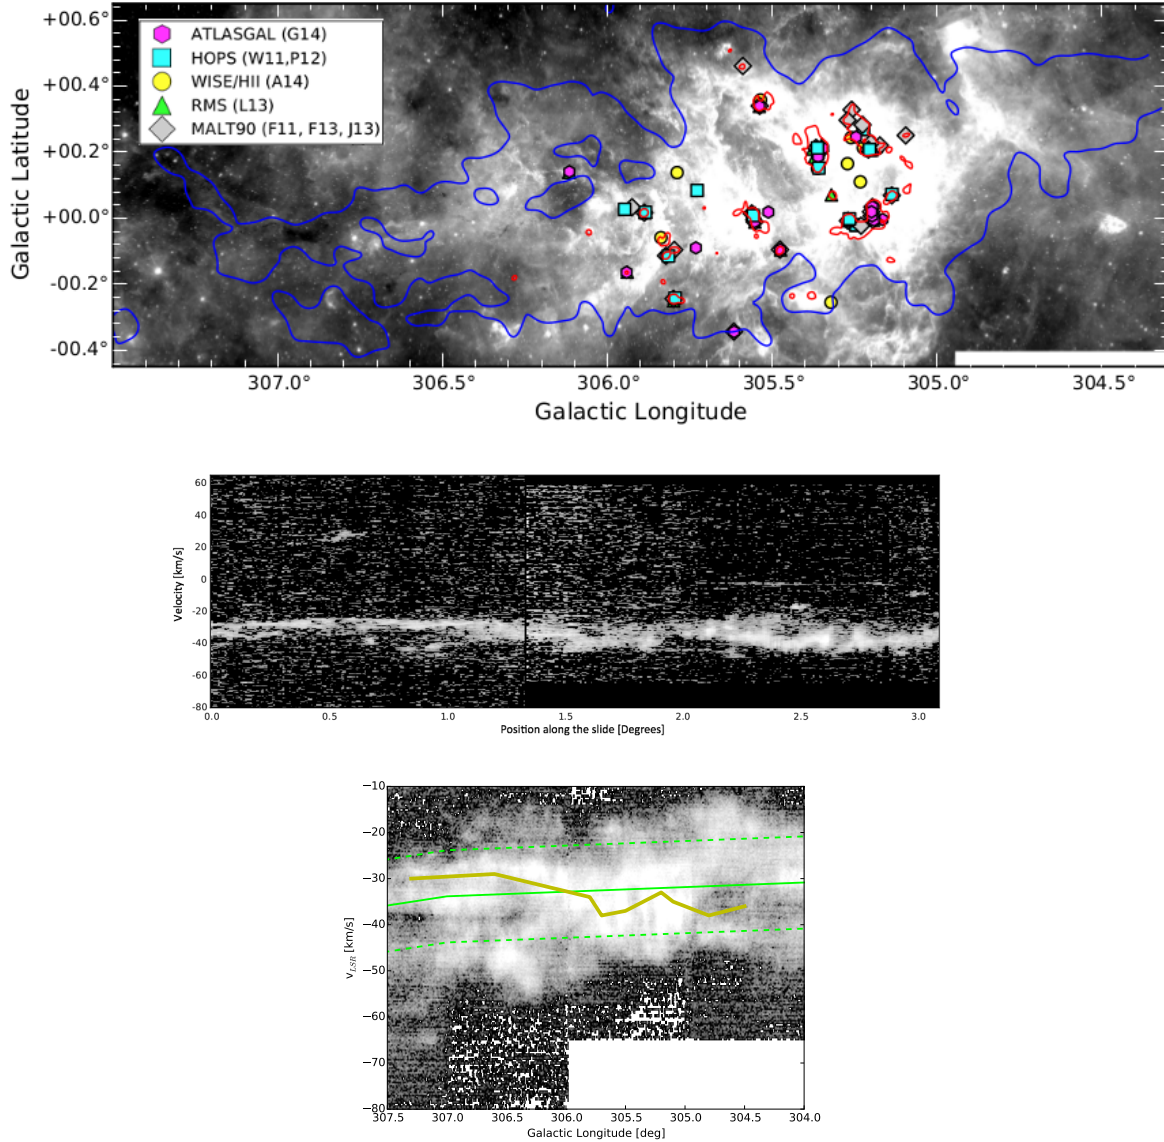 +00.6°
+00.4°
+00.2°
+00.0°
-00.2°
-00.4°
Galactic Latitude
ATLASGAL (G14)
HOPS (W11,P12)
WISE/HII (A14)
RMS (L13)
MALT90 (F11, F13, J13)
307.0° 306.5° 306.0° 305.5° 305.0° 304.5°
Galactic Longitude
60
40
20
0
-20
-40
-60
-80
Velocity [km/s]
0.0 0.5 1.0 1.5 2.0 2.5 3.0
Position along the slide [Degrees]
−10
−20
−30
−40
−50
−60
−70
−80
vLSR [km/s]
307.5 307.0 306.5 306.0 305.5 305.0 304.5 304.0
Galactic Longitude [deg]